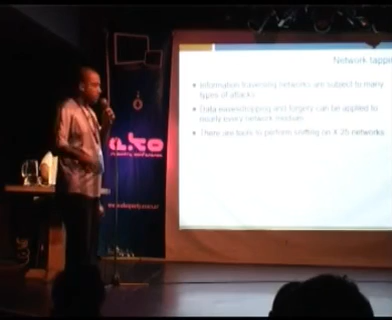 Network tappi
Information traversing networks are subject to many
types of attacks
Data eavesdropping and forgery can be applied to
nearly every network medium
There are tools to perform sniffing on X.25 networks